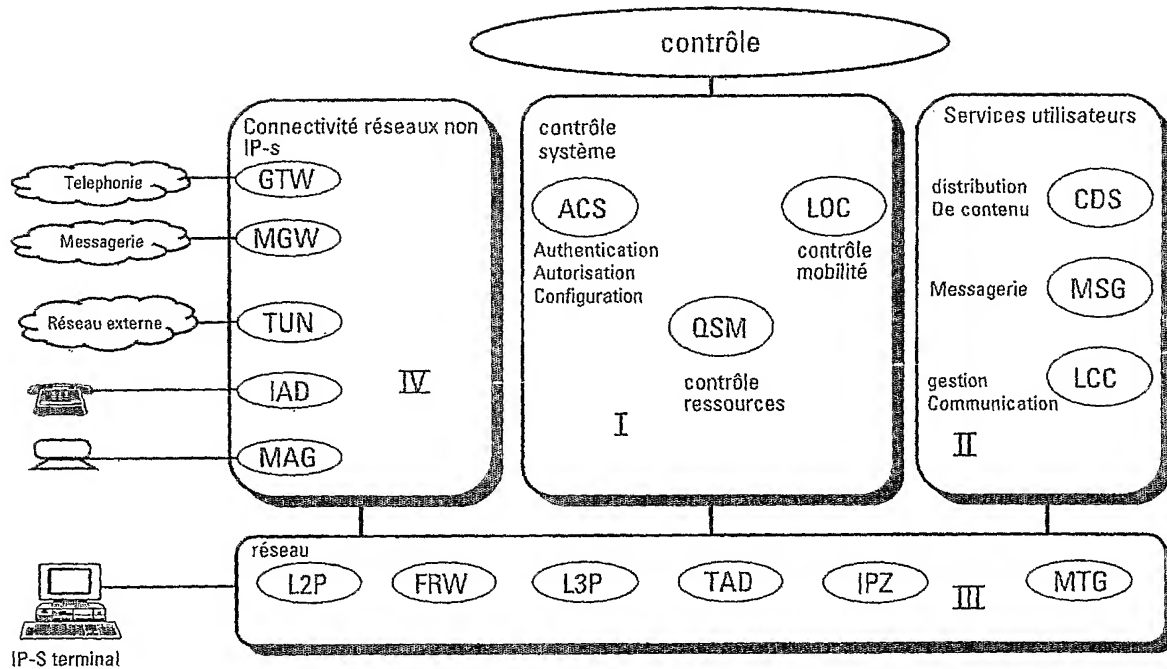 contrôle
Connectivité réseaux non
IP-s
Telephonie
GTW
Messagerie
MGW
Réseau externe
TUN
IAD
IV
MAG
contrôle
système
ACS
LOC
Authentication
Autorisation
Configuration
contrôle
mobilité
QSM
contrôle
ressources
I
Services utilisateurs
distribution
De contenu
CDS
Messagerie
MSG
gestion
Communication
LCC
II
réseau
L2P
FRW
L3P
TAD
IPZ
III
MTG
IP-S terminal